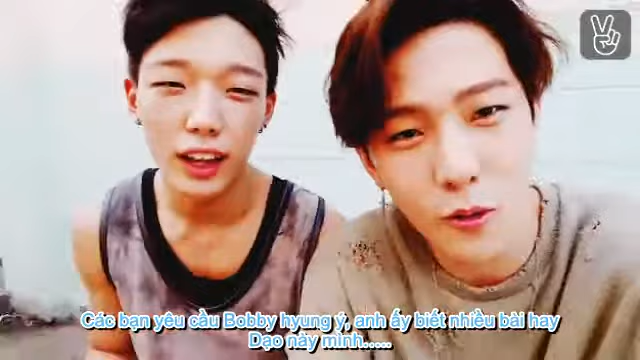 Các bạn yêu cầu Bobby hyung ý, anh ấy biết nhiều bài hay
Dạo này mình.....